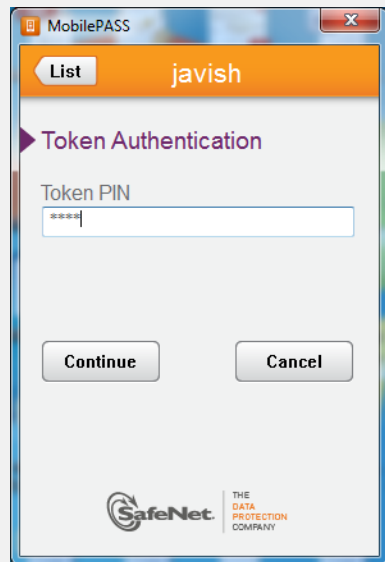 MobilePASS
List
javish
Token Authentication
Token PIN
****
Continue
Cancel
SafeNet.
THE
DATA
PROTECTION
COMPANY